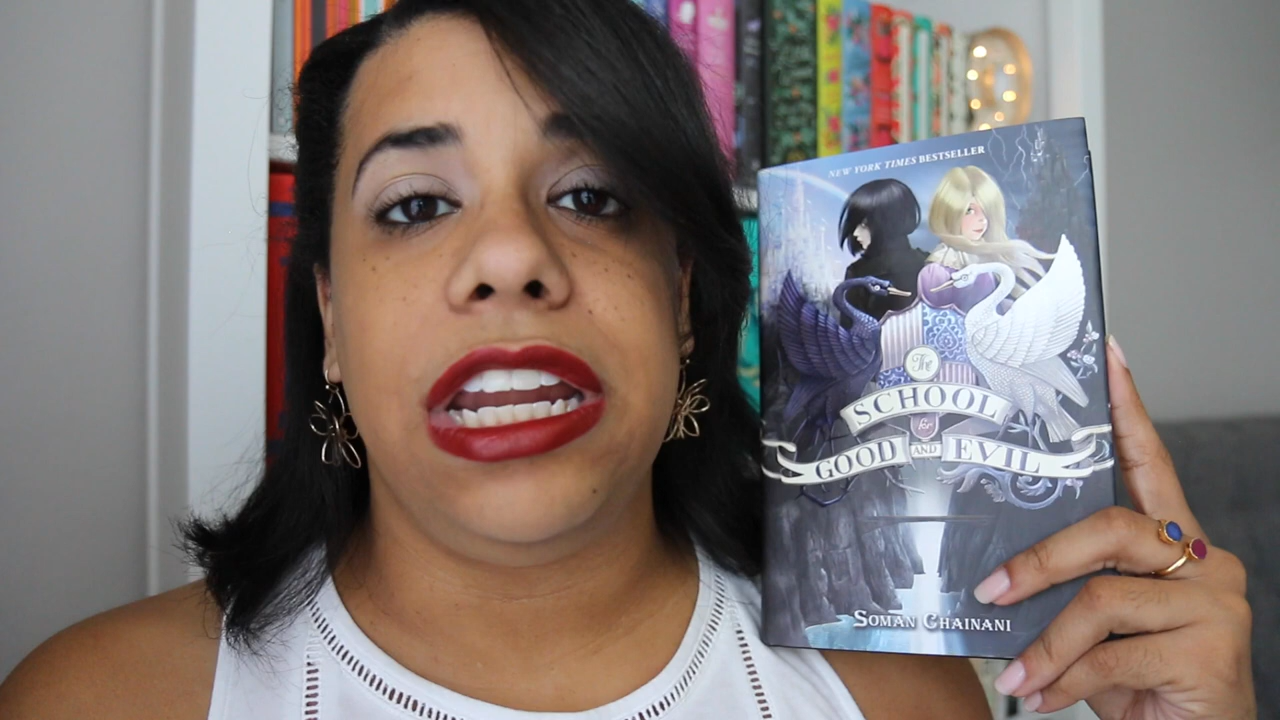 NEW YORK TIMES BESTSELLER
The
SCHOOL
for
GOOD AND EVIL
SOMAN CHAINANI